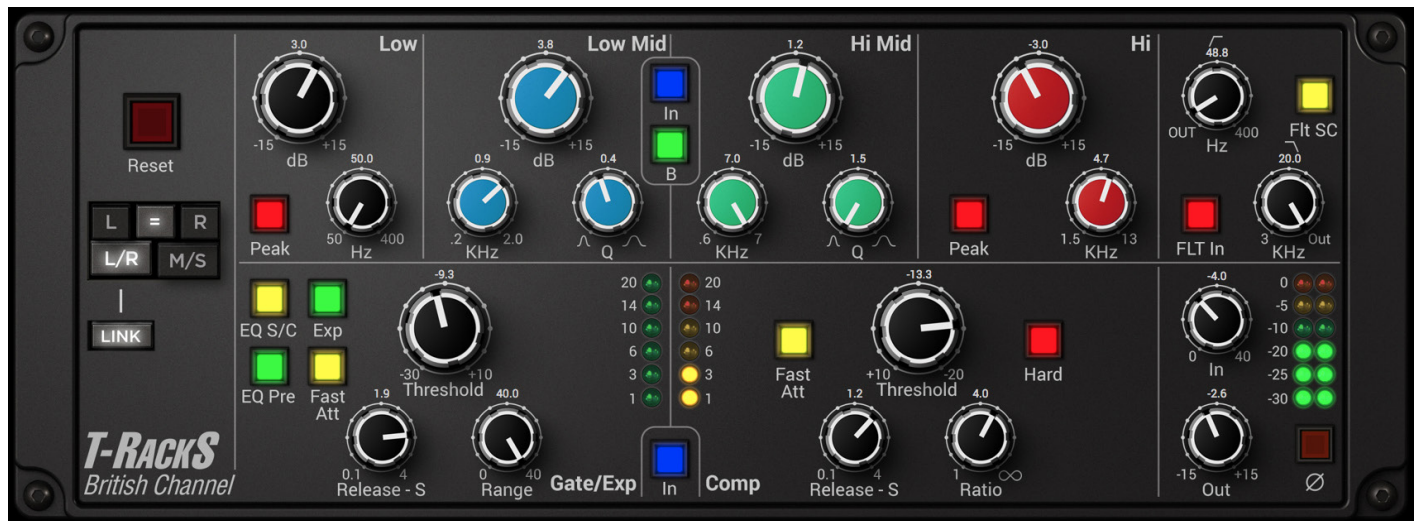 Reset
L = R
L/R M/S
LINK
T-RackS
British Channel
Low
3.0
-15 +15
dB
Peak
50.0
50 400
Hz
Low Mid
3.8
-15 +15
dB
0.9
.2 2.0
KHz
0.4
Q
In
B
Hi Mid
1.2
-15 +15
dB
7.0
.6 7
KHz
1.5
Q
Hi
-3.0
-15 +15
dB
Peak
4.7
1.5 13
KHz
48.8
OUT 400
Hz
Flt SC
FLT In
20.0
3 Out
KHz
EQ S/C Exp
EQ Pre Fast
Att
-9.3
-30 +10
Threshold
1.9
0.1 4
Release - S
40.0
0 40
Range
Gate/Exp
20 20
14 14
10 10
6 6
3 3
1 1
In
Comp
Fast
Att
-13.3
+10 -20
Threshold
Hard
1.2
0.1 4
Release - S
4.0
1 ∞
Ratio
-4.0
0 40
In
0
-5
-10
-20
-25
-30
-2.6
-15 +15
Out
Ø